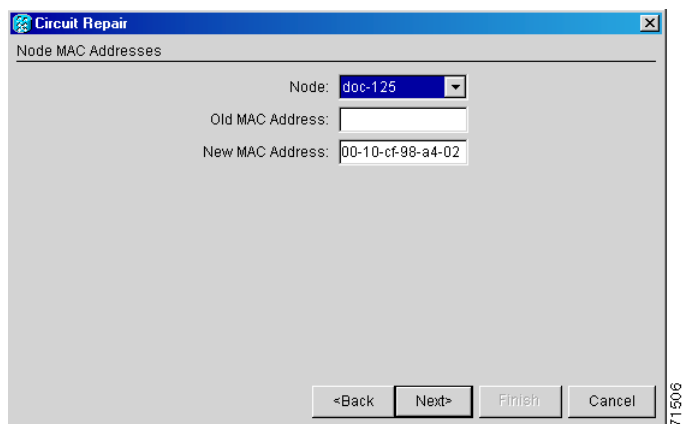 Circuit Repair
Node MAC Addresses
Node: doc-125
Old MAC Address:
New MAC Address: 00-10-cf-98-a4-02
<Back Next> Finish Cancel
71506